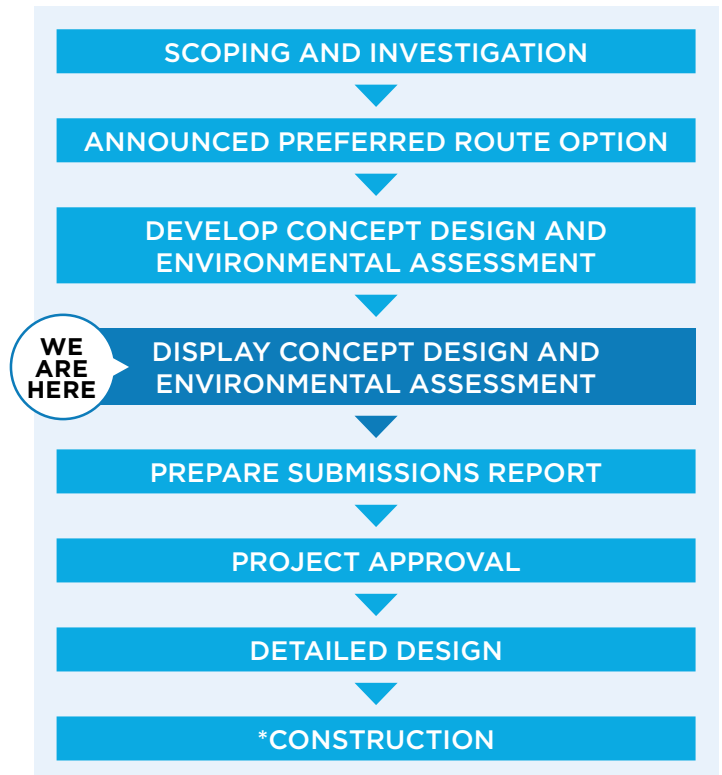 SCOPING AND INVESTIGATION
ANNOUNCED PREFERRED ROUTE OPTION
DEVELOP CONCEPT DESIGN AND
ENVIRONMENTAL ASSESSMENT
WE
ARE
HERE
DISPLAY CONCEPT DESIGN AND
ENVIRONMENTAL ASSESSMENT
PREPARE SUBMISSIONS REPORT
PROJECT APPROVAL
DETAILED DESIGN
*CONSTRUCTION